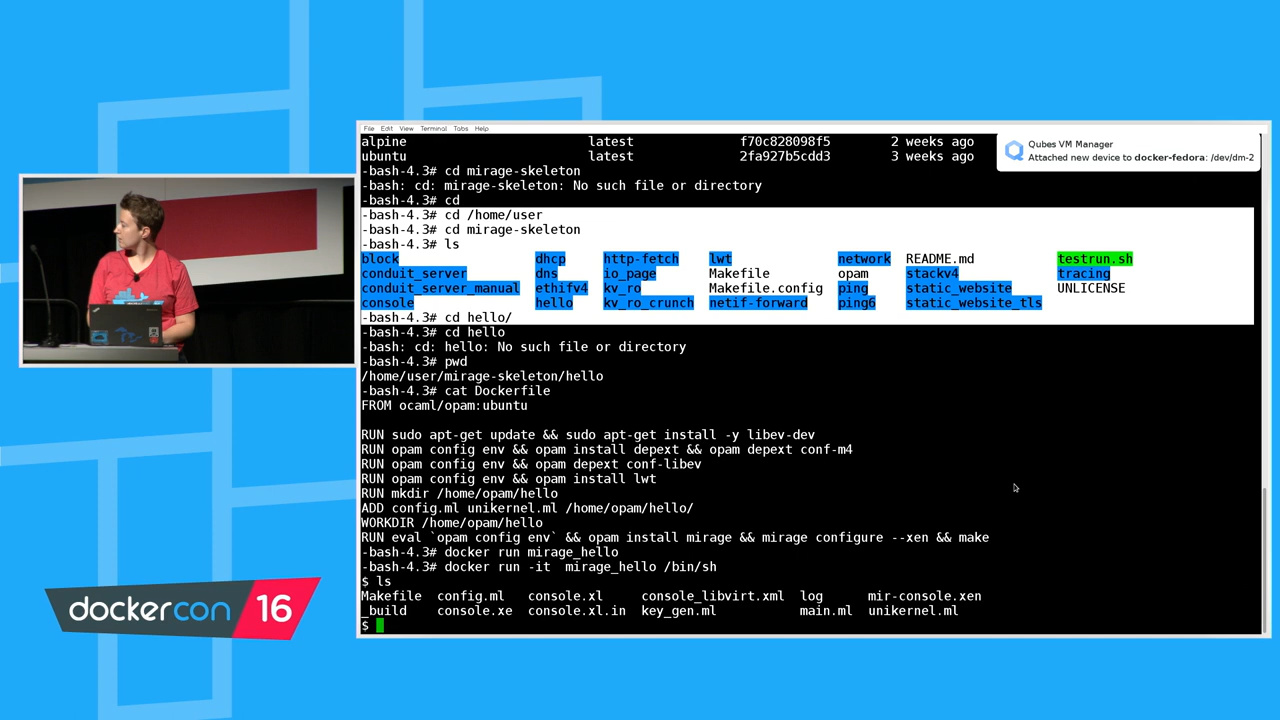 File Edit View Terminal Tabs Help
alpine latest f70c828098f5 2 weeks ago
ubuntu latest 2fa927b5cdd3 3 weeks ago
Qubes VM Manager
Attached new device to docker-fedora: /dev/dm-2
-bash-4.3# cd mirage-skeleton
-bash: cd: mirage-skeleton: No such file or directory
-bash-4.3# cd
-bash-4.3# cd /home/user
-bash-4.3# cd mirage-skeleton
-bash-4.3# ls
block dhcp http-fetch lwt network README.md testrun.sh
conduit_server dns io_page Makefile opam stackv4 tracing
conduit_server_manual ethifv4 kv_ro Makefile.config ping static_website UNLICENSE
console hello kv_ro_crunch netif-forward ping6 static_website_tls
-bash-4.3# cd hello/
-bash-4.3# cd hello
-bash: cd: hello: No such file or directory
-bash-4.3# pwd
/home/user/mirage-skeleton/hello
-bash-4.3# cat Dockerfile
FROM ocaml/opam:ubuntu
RUN sudo apt-get update && sudo apt-get install -y libev-dev
RUN opam config env && opam install depext && opam depext conf-m4
RUN opam config env && opam depext conf-libev
RUN opam config env && opam install lwt
RUN mkdir /home/opam/hello
ADD config.ml unikernel.ml /home/opam/hello/
WORKDIR /home/opam/hello
RUN eval `opam config env` && opam install mirage && mirage configure --xen && make
-bash-4.3# docker run mirage_hello
-bash-4.3# docker run -it  mirage_hello /bin/sh
$ ls
Makefile config.ml console.xl console_libvirt.xml log mir-console.xen
_build console.xe console.xl.in key_gen.ml main.ml unikernel.ml
$
dockercon 16